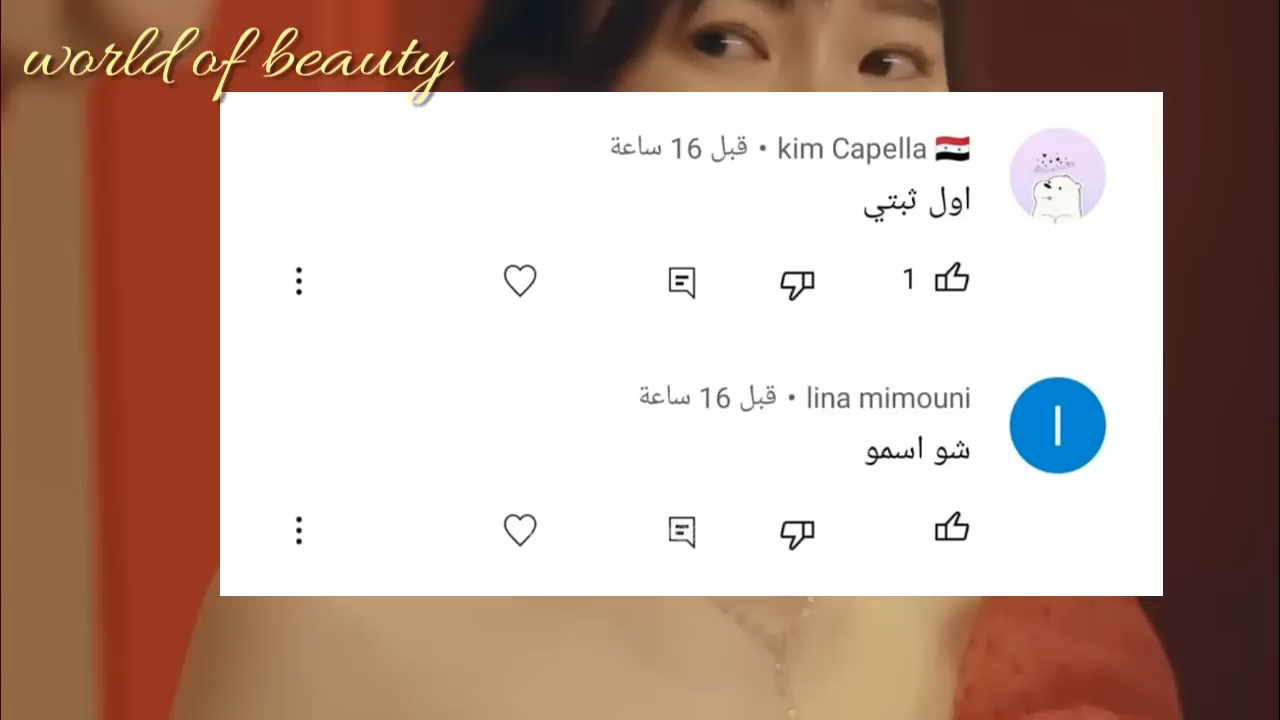 world of beauty
kim Capella 🇸🇾 • قبل 16 ساعة
اول ثبتي
1
lina mimouni • قبل 16 ساعة
l
شو اسمو